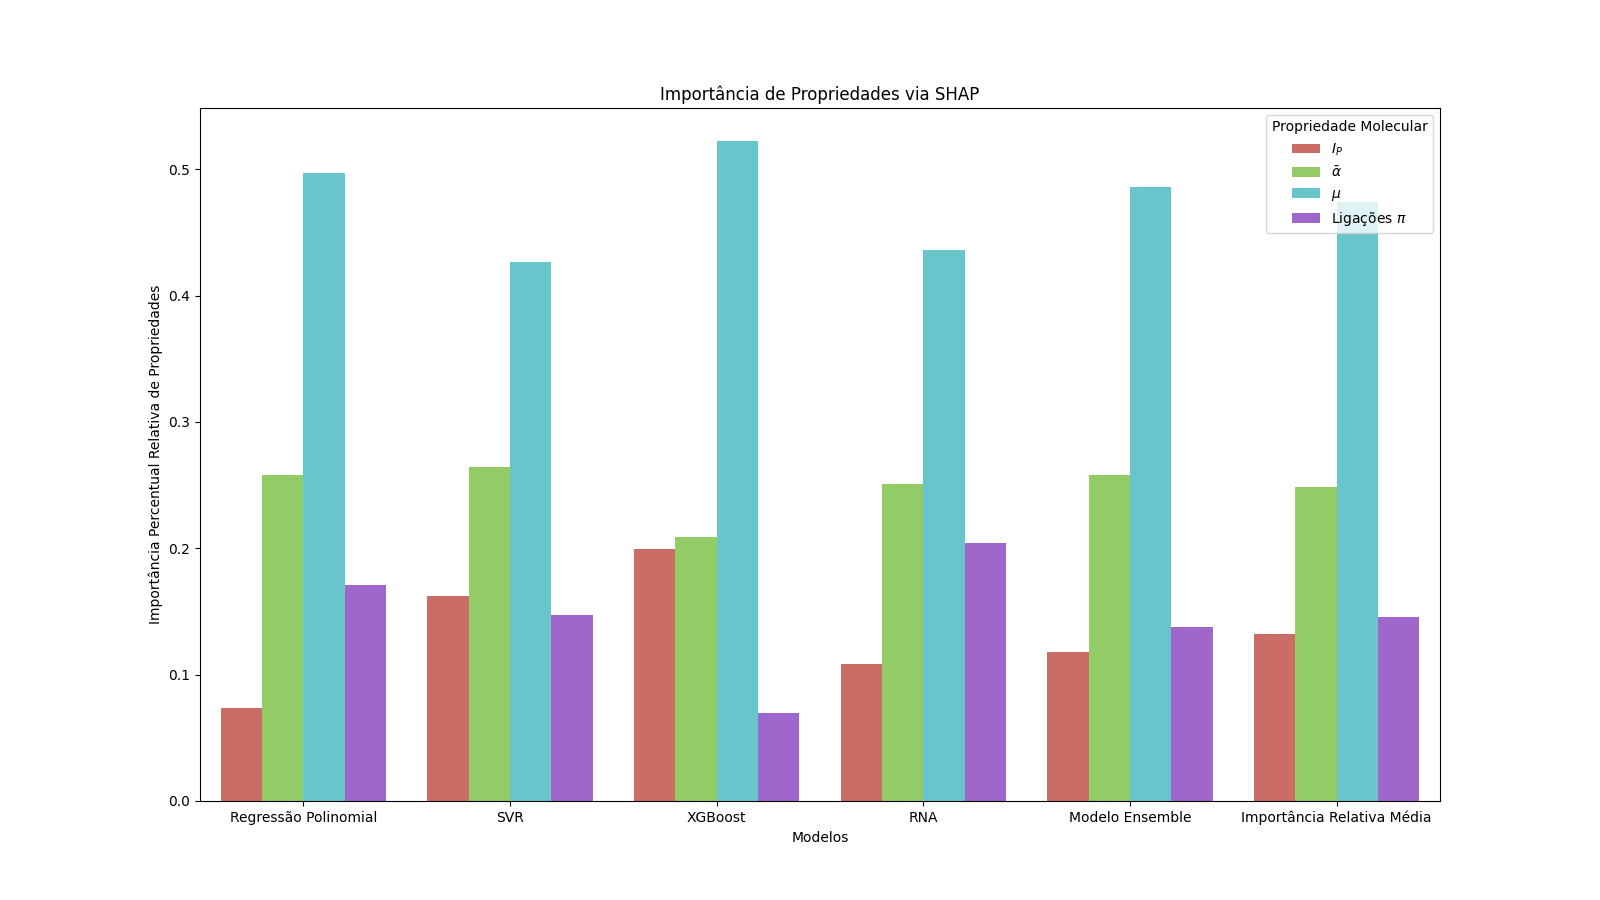 Importância de Propriedades via SHAP
Propriedade Molecular
I_P
ᾱ
μ
Ligações π
Importância Percentual Relativa de Propriedades
0.5
0.4
0.3
0.2
0.1
0.0
Regressão Polinomial SVR XGBoost RNA Modelo Ensemble Importância Relativa Média
Modelos